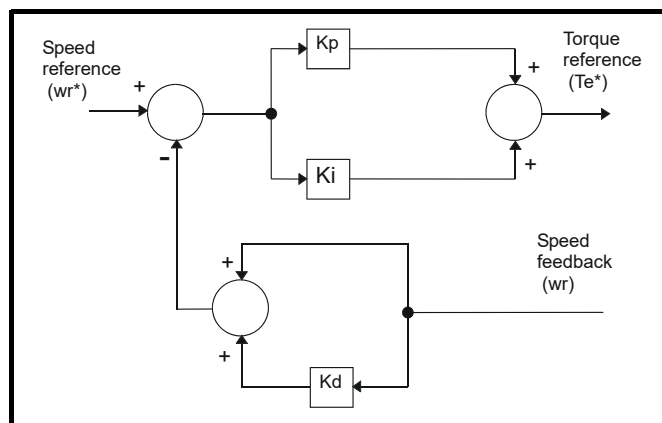 Speed
reference
(wr*)
+
-
Kp
Ki
+
+
Torque
reference
(Te*)
+
+
Kd
Speed
feedback
(wr)